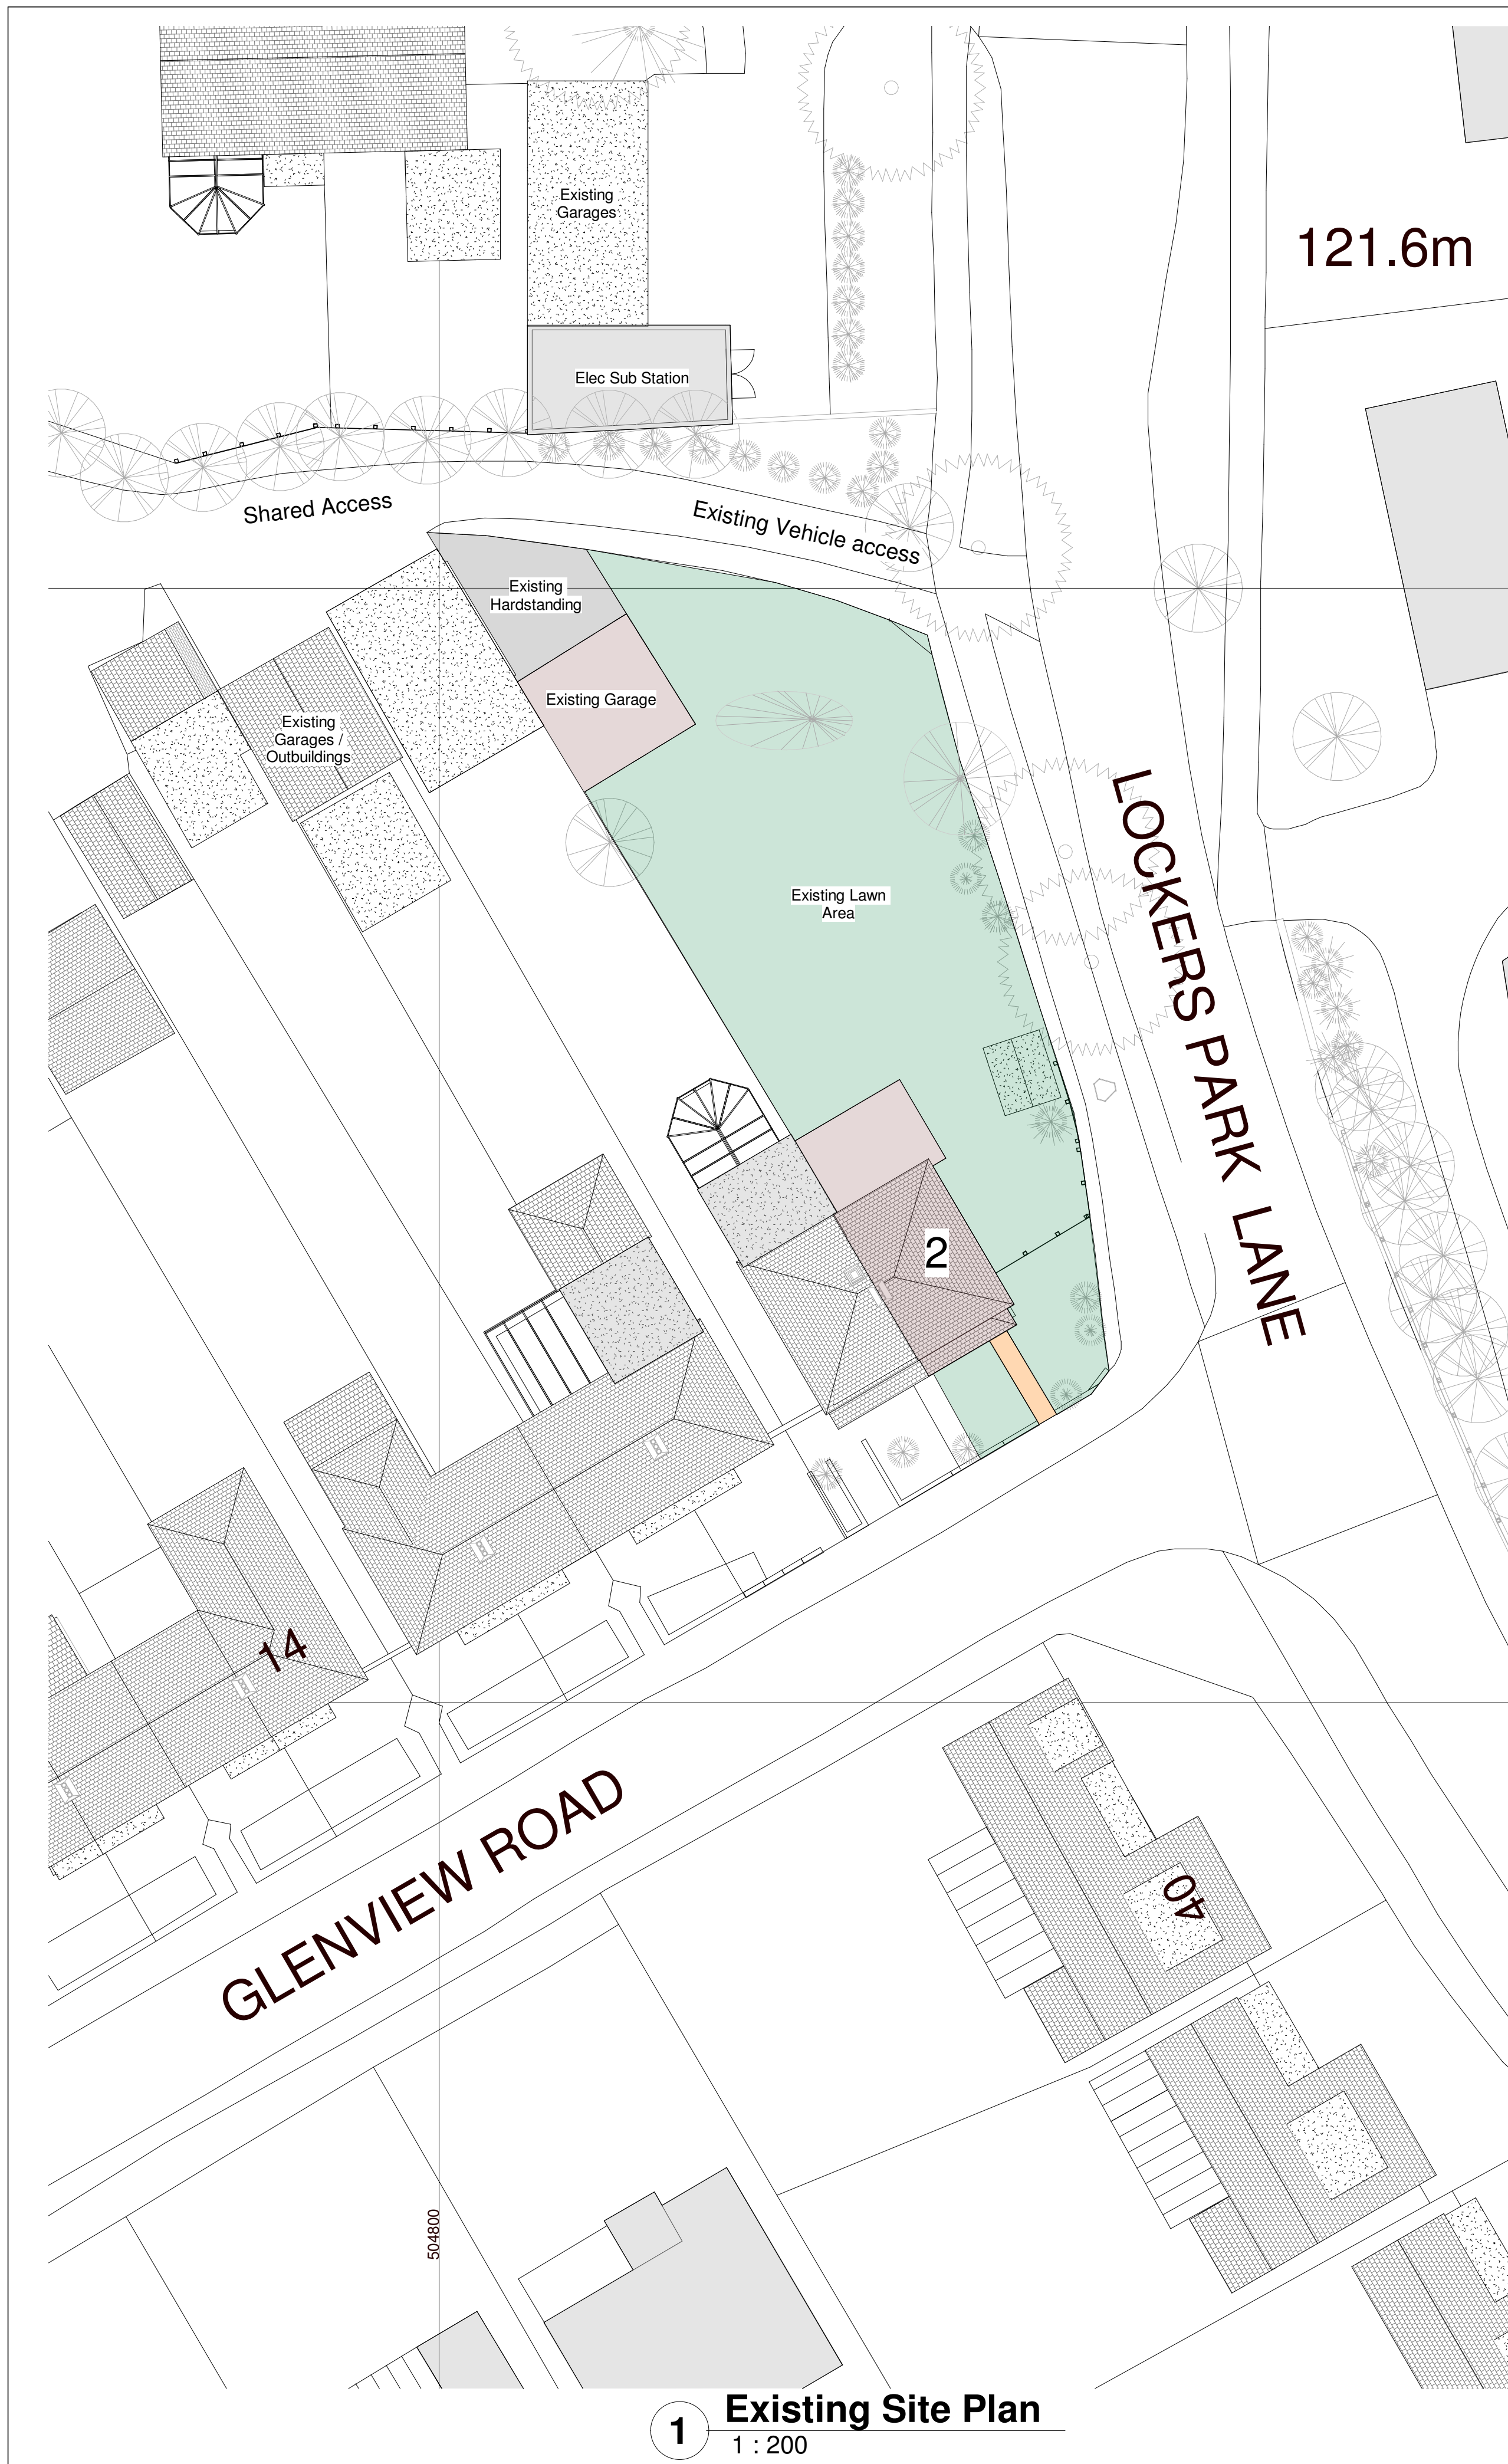 Existing
Garages
121.6m
Elec Sub Station
Shared Access
Existing Vehicle access
Existing
Hardstanding
Existing Garage
Existing
Garages /
Outbuildings
Existing Lawn
Area
LOCKERS PARK LANE
2
14
GLENVIEW ROAD
40
504800
1
Existing Site Plan
1 : 200